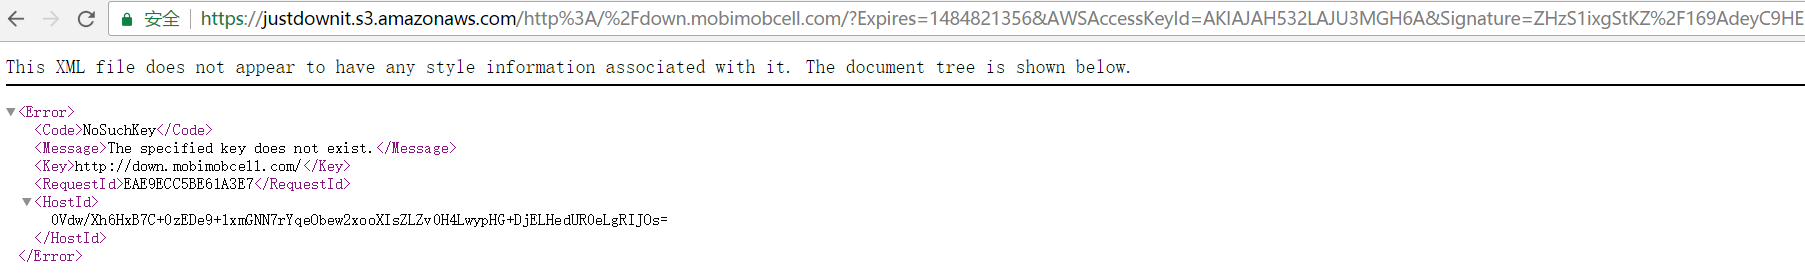 安全 https://justdownit.s3.amazonaws.com/http%3A/%2Fdown.mobimobcell.com/?Expires=1484821356&AWSAccessKeyId=AKIAJAH532LAJU3MGH6A&Signature=ZHzS1ixgStKZ%2F169AdeyC9HE
This XML file does not appear to have any style information associated with it. The document tree is shown below.
<Error>
<Code>NoSuchKey</Code>
<Message>The specified key does not exist.</Message>
<Key>http://down.mobimobcell.com/</Key>
<RequestId>EAE9ECC5BE61A3E7</RequestId>
<HostId>
0Vdw/Xh6HxB7C+0zEDe9+1xmGNN7rYqeObew2xooXIsZLZv0H4LwypHG+DjELHedUR0eLgRIJOs=
</HostId>
</Error>